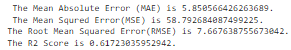 The Mean Absolute Error (MAE) is 5.850566426263689.
The Mean Squred Error(MSE) is 58.792684087499225.
The Root Mean Squared Error(RMSE) is 7.667638755673042.
The R2 Score is 0.61723035952942.